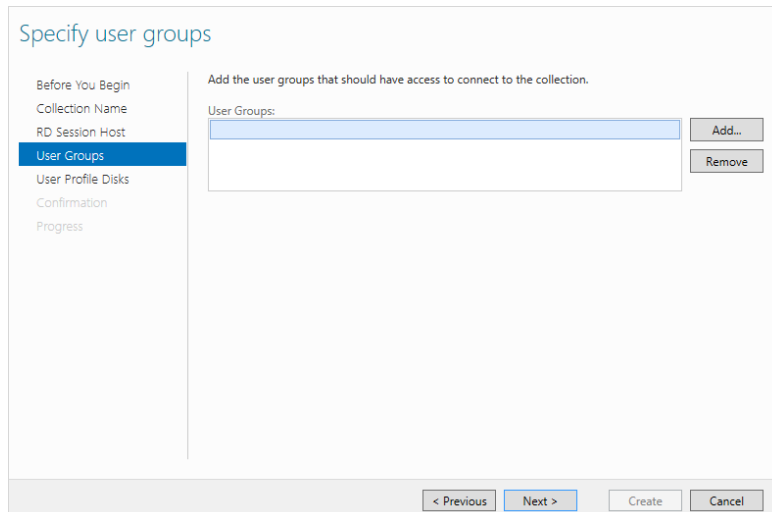 Specify user groups
Before You Begin
Collection Name
RD Session Host
User Groups
User Profile Disks
Confirmation
Progress
Add the user groups that should have access to connect to the collection.
User Groups:
Add...
Remove
< Previous
Next >
Create
Cancel